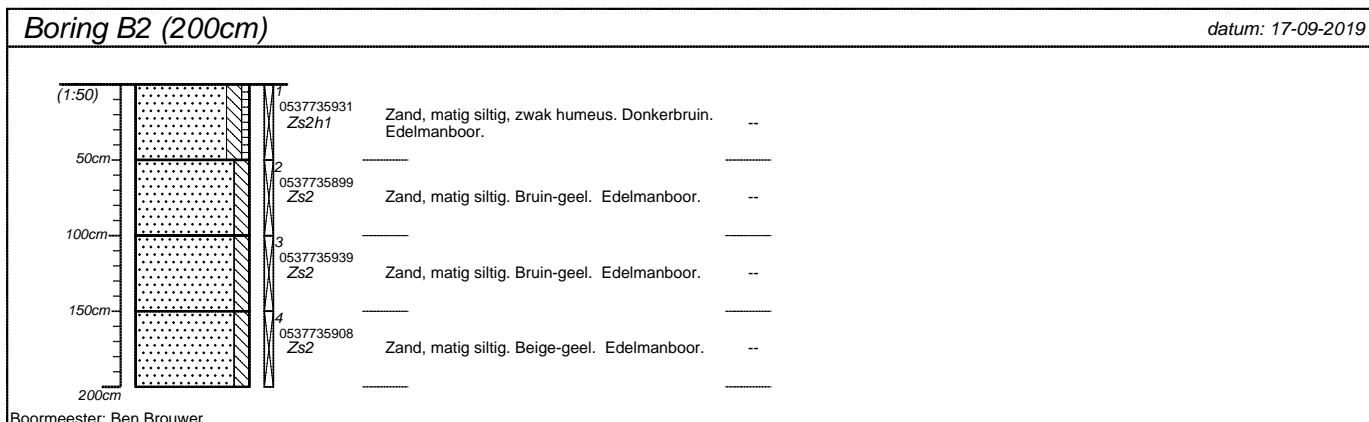 Boring B2 (200cm)
datum: 17-09-2019
(1:50)
1
0537735931
Zs2h1
Zand, matig siltig, zwak humeus. Donkerbruin.
Edelmanboor.
--
50cm
2
0537735899
Zs2
Zand, matig siltig. Bruin-geel. Edelmanboor.
--
100cm
3
0537735939
Zs2
Zand, matig siltig. Bruin-geel. Edelmanboor.
--
150cm
4
0537735908
Zs2
Zand, matig siltig. Beige-geel. Edelmanboor.
--
200cm
Boormeester: Ben Brouwer